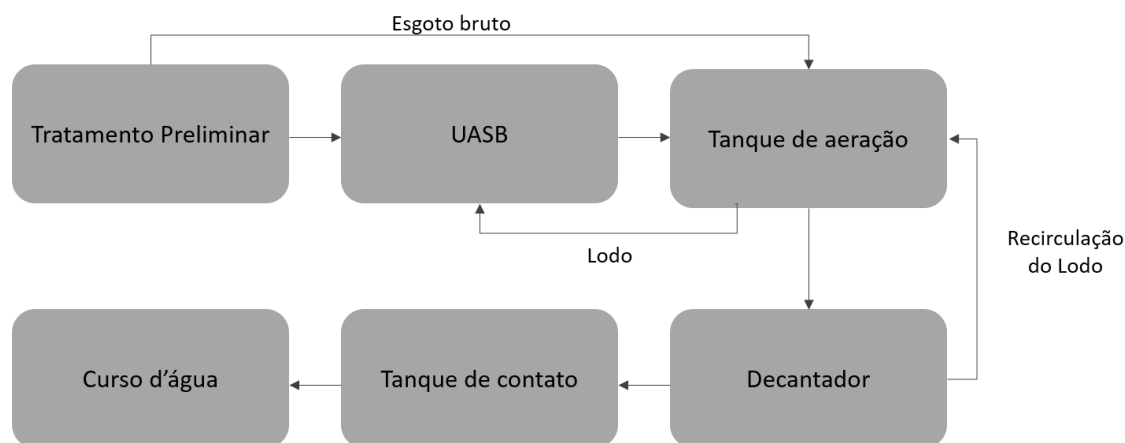 Esgoto bruto
Tratamento Preliminar
UASB
Tanque de aeração
Lodo
Recirculação
do Lodo
Curso d’água
Tanque de contato
Decantador